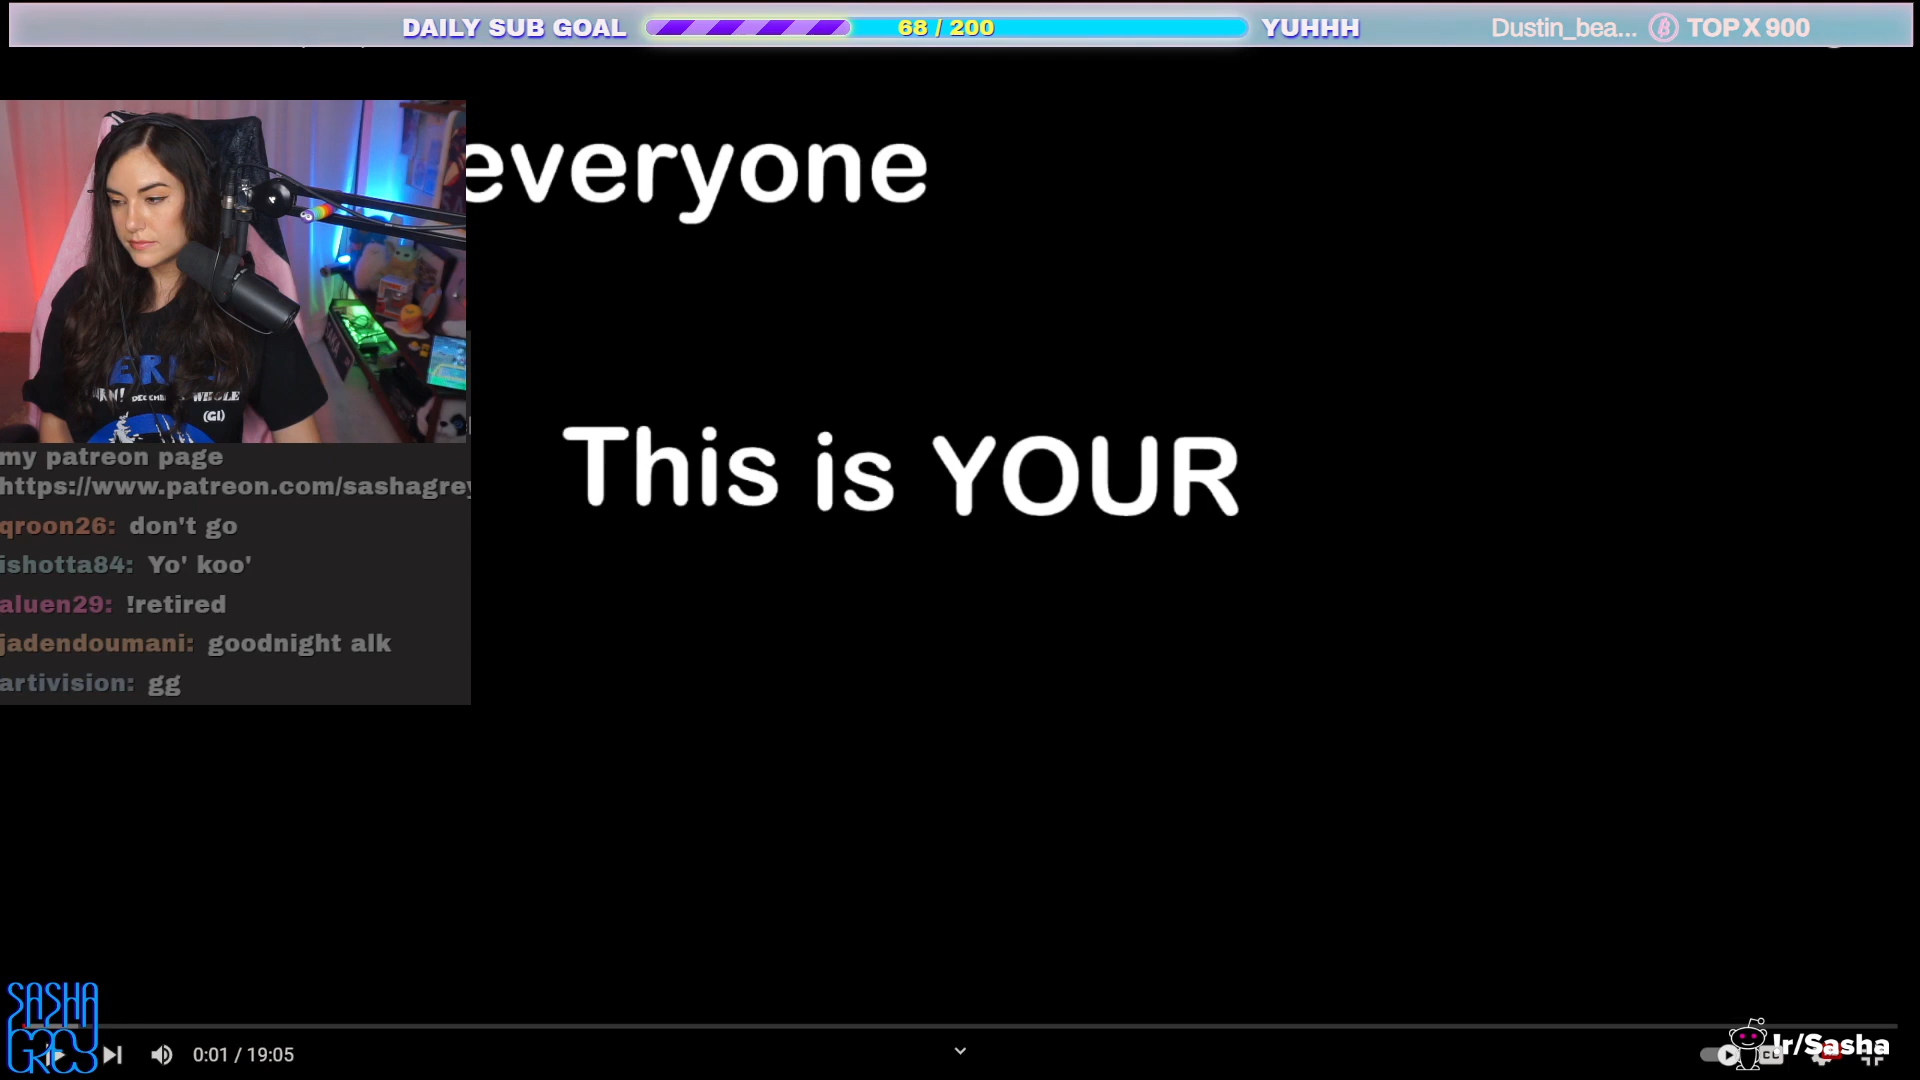 DAILY SUB GOAL 68 / 200 YUHHH Dustin_bea... TOP X 900
everyone
This is YOUR
(GI)
my patreon page
https://www.patreon.com/sashagrey
qroon26: don't go
ishotta84: Yo' koo'
aluen29: !retired
jadendoumani: goodnight alk
artivision: gg
SASHA
GREY
0:01 / 19:05
!r/Sasha